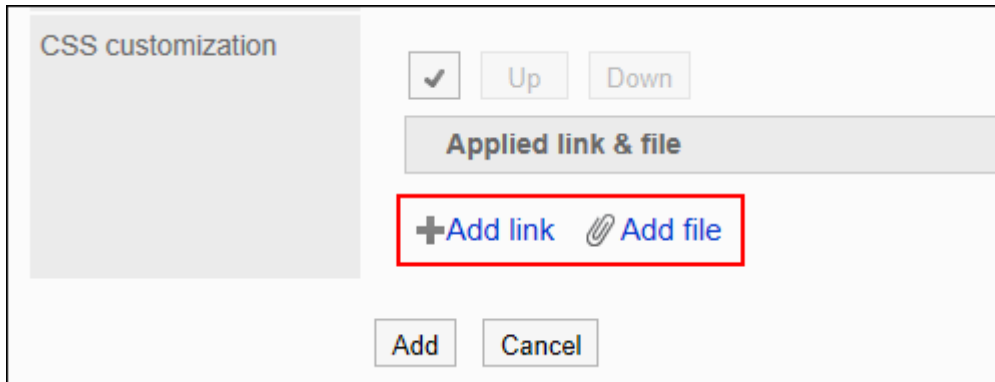 CSS customization
Up Down
Applied link & file
Add link Add file
Add Cancel